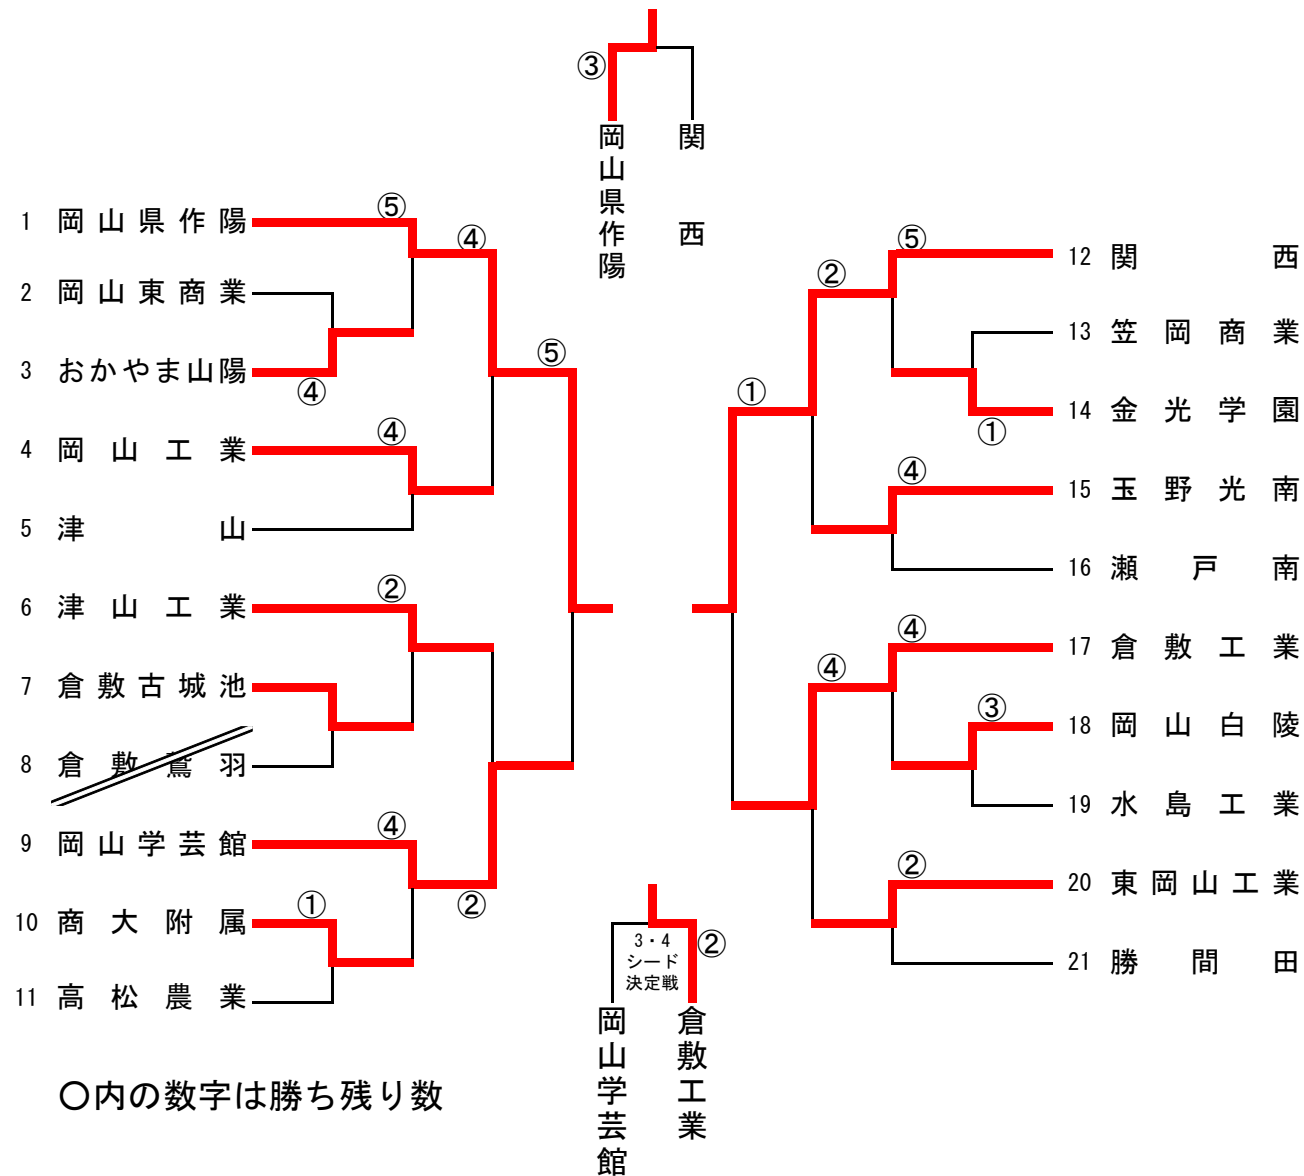 ③
岡山県作陽
関西
1 岡山県作陽
⑤
④
2 岡山東商業
3 おかやま山陽
④
⑤
4 岡山工業
④
5 津山
6 津山工業
②
7 倉敷古城池
8 倉敷鷲羽
9 岡山学芸館
④
②
10 商大附属
①
11 高松農業
⑤
12 関西
②
13 笠岡商業
①
14 金光学園
①
④
15 玉野光南
16 瀬戸南
④
17 倉敷工業
④
③
18 岡山白陵
19 水島工業
②
20 東岡山工業
21 勝間田
3・4
シード
決定戦
②
岡山学芸館
倉敷工業
〇内の数字は勝ち残り数